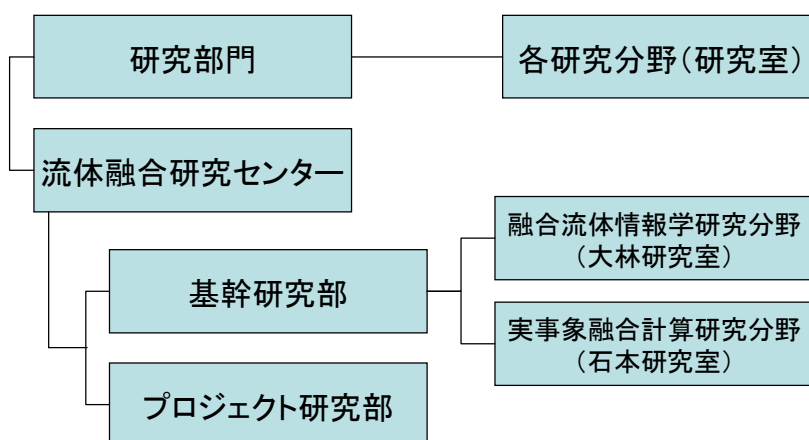 研究部門
各研究分野(研究室)
流体融合研究センター
基幹研究部
融合流体情報学研究分野
(大林研究室)
実事象融合計算研究分野
(石本研究室)
プロジェクト研究部